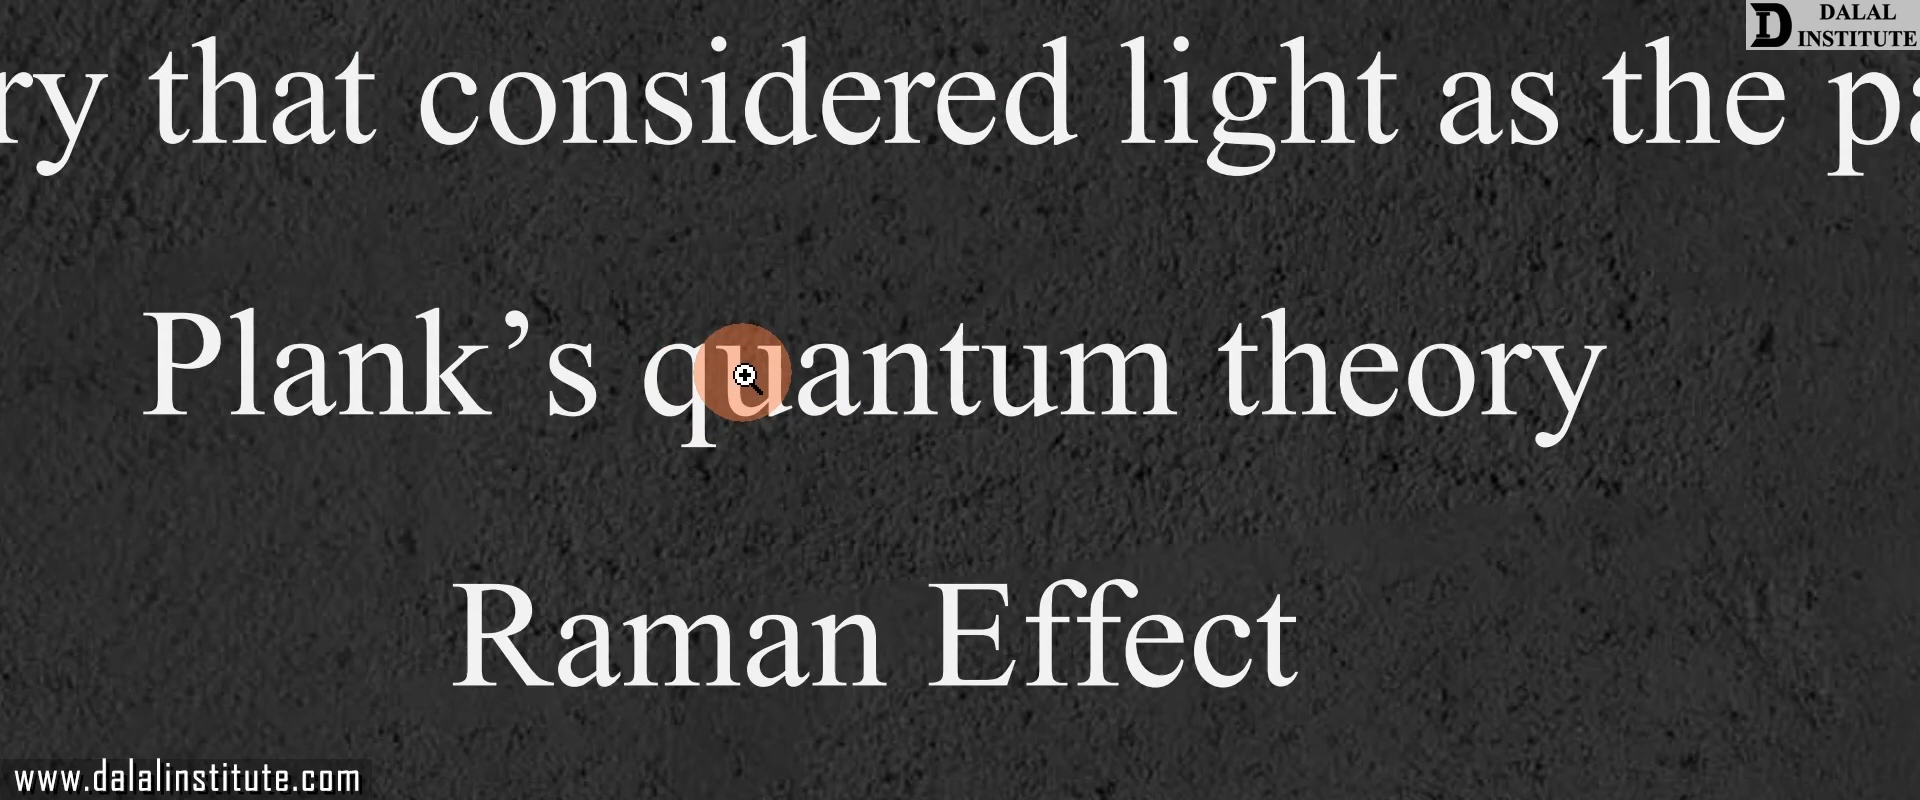 DALAL
INSTITUTE
ry that considered light as the pa
Plank’s quantum theory
Raman Effect
www.dalalinstitute.com